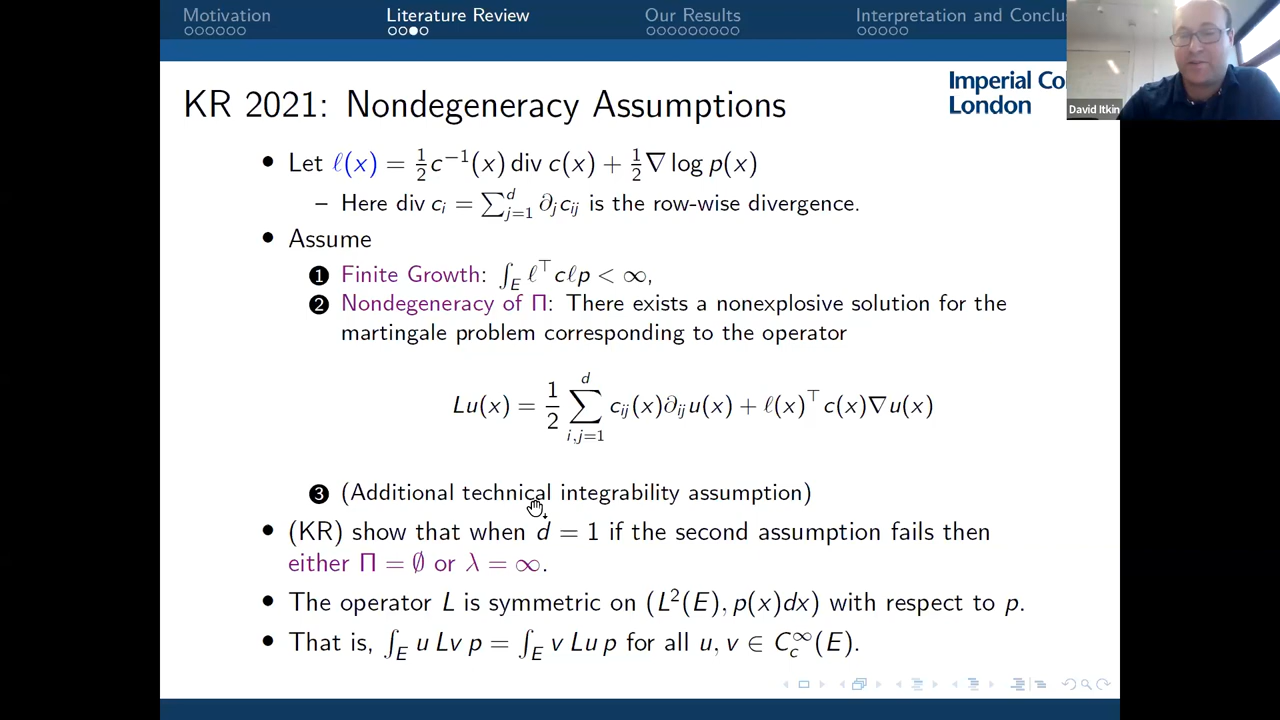 Motivation
Literature Review
Our Results
Interpretation and Conclus
KR 2021: Nondegeneracy Assumptions
Imperial Co
London
David Itkin
• Let ℓ(x) = ½c⁻¹(x) div c(x) + ½∇ log p(x)
– Here div cᵢ = ∑ᵈⱼ₌₁ ∂ⱼcᵢⱼ is the row-wise divergence.
• Assume
1 Finite Growth: ∫_E ℓ^⊤cℓp < ∞,
2 Nondegeneracy of Π: There exists a nonexplosive solution for the
martingale problem corresponding to the operator
Lu(x) = 1/2 ∑ᵈᵢ,ⱼ₌₁ cᵢⱼ(x)∂ᵢⱼu(x) + ℓ(x)^⊤c(x)∇u(x)
3 (Additional technical integrability assumption)
• (KR) show that when d = 1 if the second assumption fails then
either Π = ∅ or λ = ∞.
• The operator L is symmetric on (L²(E), p(x)dx) with respect to p.
• That is, ∫_E u Lv p = ∫_E v Lu p for all u, v ∈ C_c^∞(E).